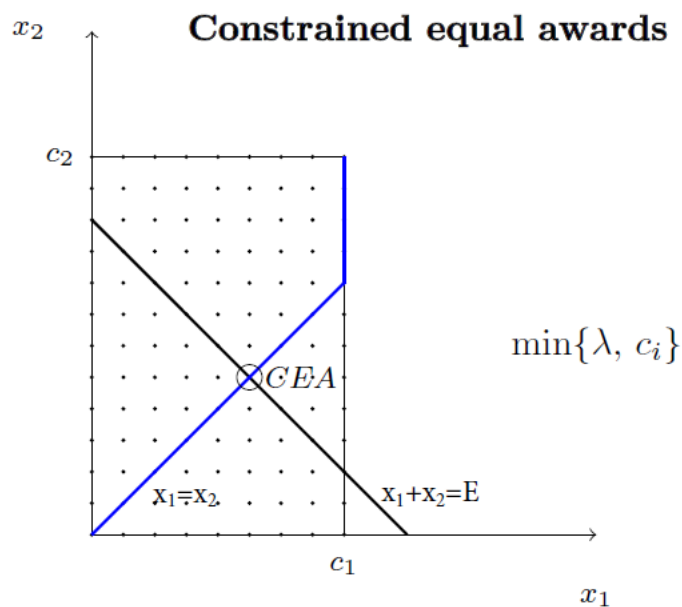 Constrained equal awards
x₂
c₂
min{λ, cᵢ}
CEA
x₁=x₂
x₁+x₂=E
c₁
x₁